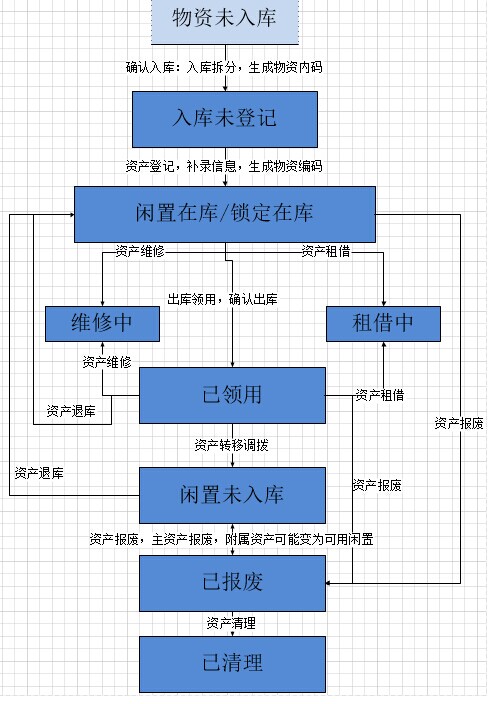 物资未入库
确认入库：入库拆分，生成物资内码
入库未登记
资产登记，补录信息，生成物资编码
闲置在库/锁定在库
资产维修
资产租借
出库领用，确认出库
维修中
租借中
资产维修
已领用
资产租借
资产退库
资产报废
资产转移调拨
资产退库
闲置未入库
资产报废
资产报废，主资产报废，附属资产可能变为可用闲置
已报废
资产清理
已清理